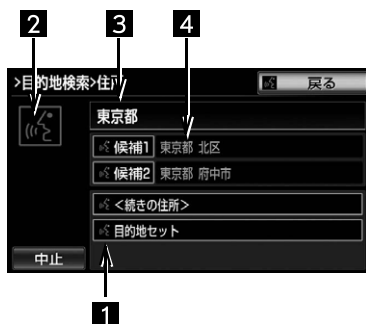 2 3 4
>目的地検索>住所 戻る
東京都
候補1 東京都 北区
候補2 東京都 府中市
<続きの住所>
目的地セット
中止
1